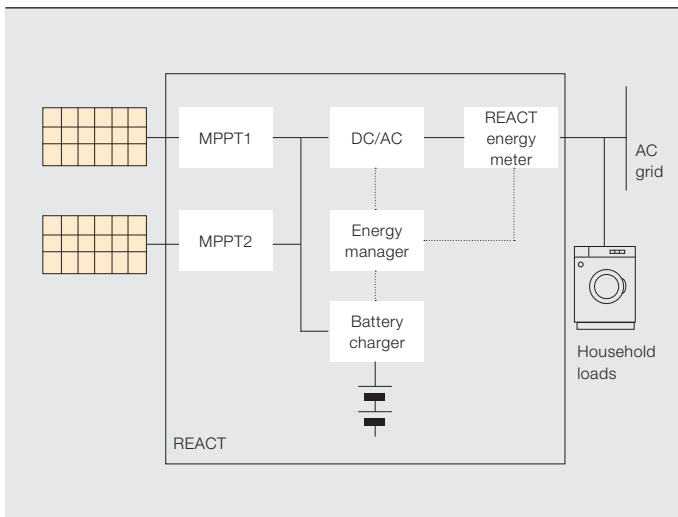 MPPT1
DC/AC
REACT
energy
meter
AC
grid
MPPT2
Energy
manager
Battery
charger
Household
loads
REACT